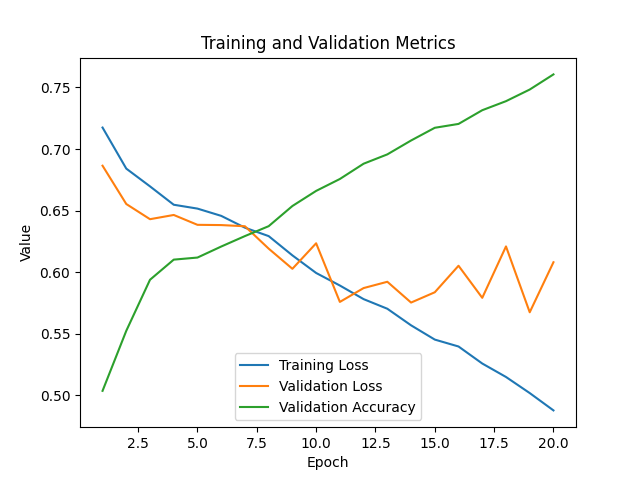 Training and Validation Metrics
Value
0.75
0.70
0.65
0.60
0.55
0.50
Training Loss
Validation Loss
Validation Accuracy
2.5 5.0 7.5 10.0 12.5 15.0 17.5 20.0
Epoch